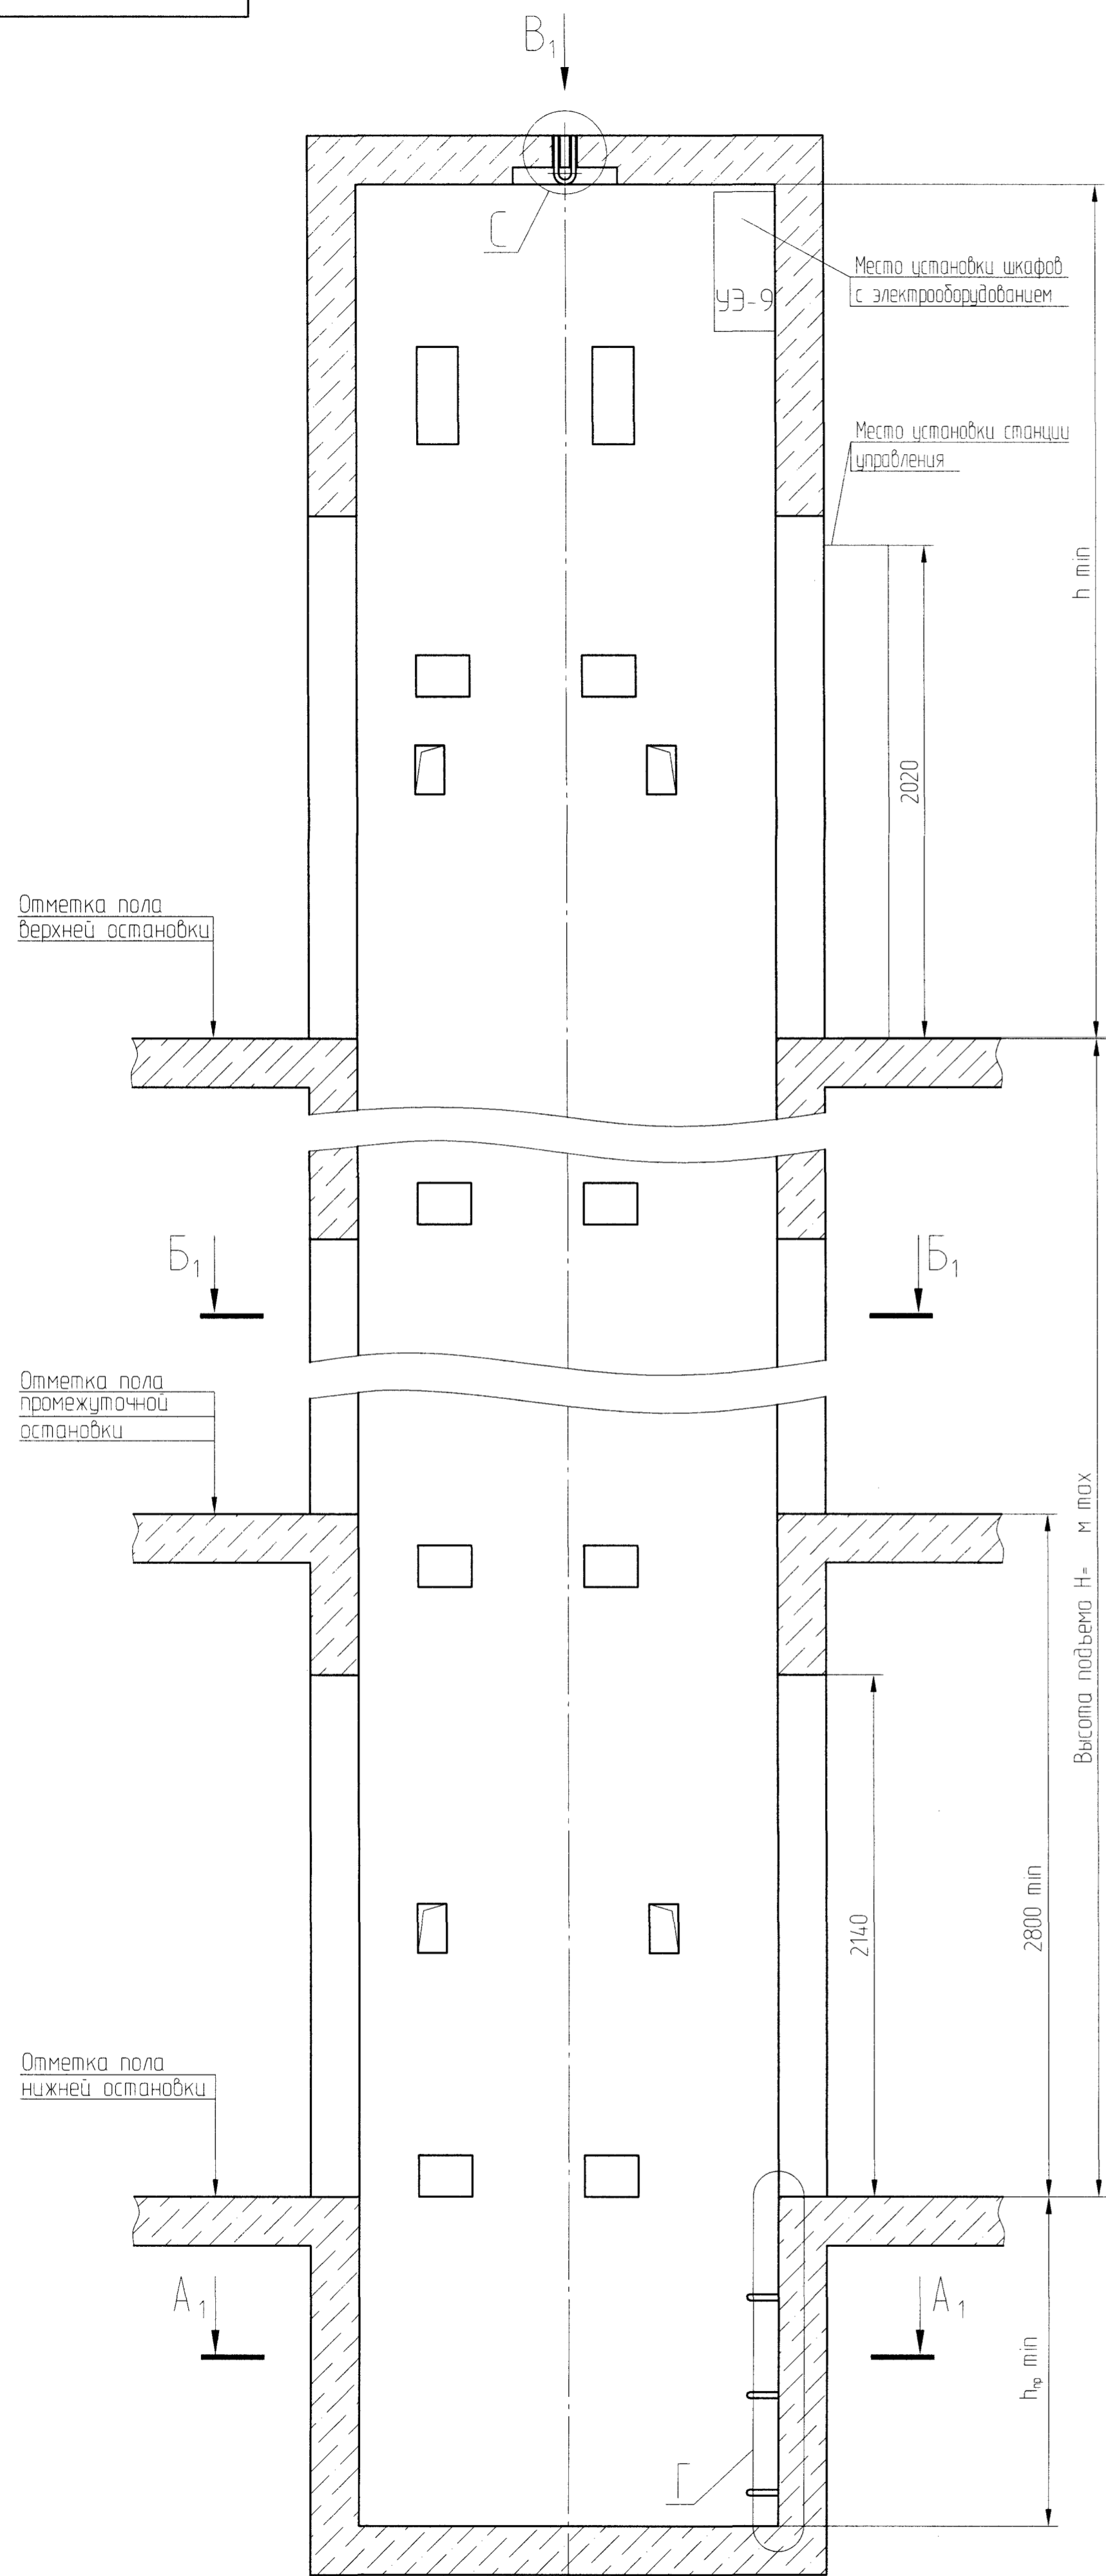 В₁
С
Место установки шкафов
с электрооборудованием
УЭ-9
Место установки станции
управления
h min
2020
Отметка пола
верхней остановки
Б₁
Б₁
Отметка пола
промежуточной
остановки
Высота подъема Н= м max
2140
2800 min
Отметка пола
нижней остановки
А₁
А₁
hпр min
Г